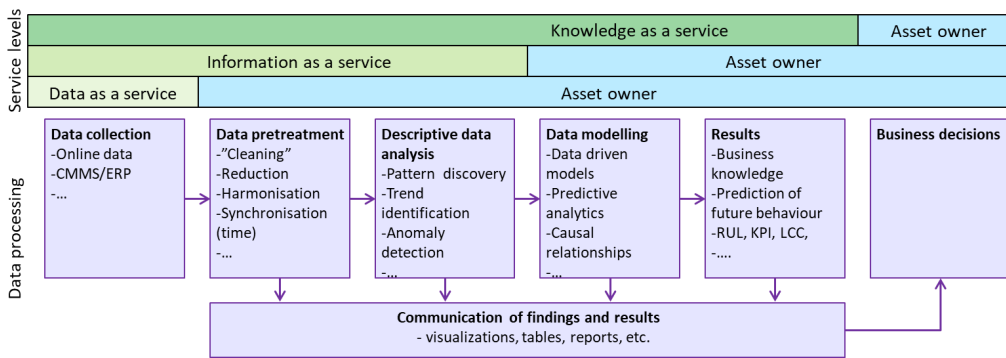 Service levels
Knowledge as a service
Asset owner
Information as a service
Asset owner
Data as a service
Asset owner
Data processing
Data collection
-Online data
-CMMS/ERP
-...
Data pretreatment
-”Cleaning”
-Reduction
-Harmonisation
-Synchronisation
(time)
-...
Descriptive data
analysis
-Pattern discovery
-Trend
identification
-Anomaly
detection
-...
Data modelling
-Data driven
models
-Predictive
analytics
-Causal
relationships
-...
Results
-Business
knowledge
-Prediction of
future behaviour
-RUL, KPI, LCC,
-....
Business decisions
Communication of findings and results
- visualizations, tables, reports, etc.